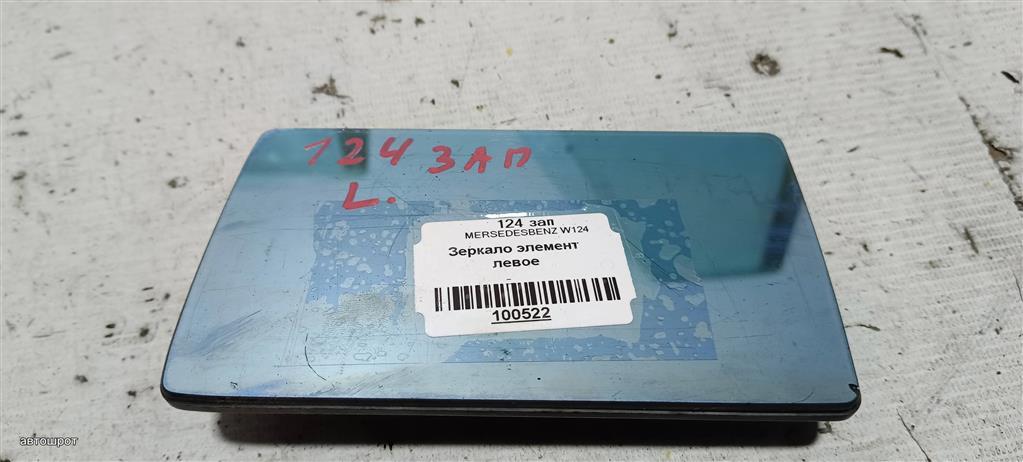 124 ЗАП
L.
124 зап
MERSEDESBENZ W124
Зеркало элемент
левое
100522
автошрот